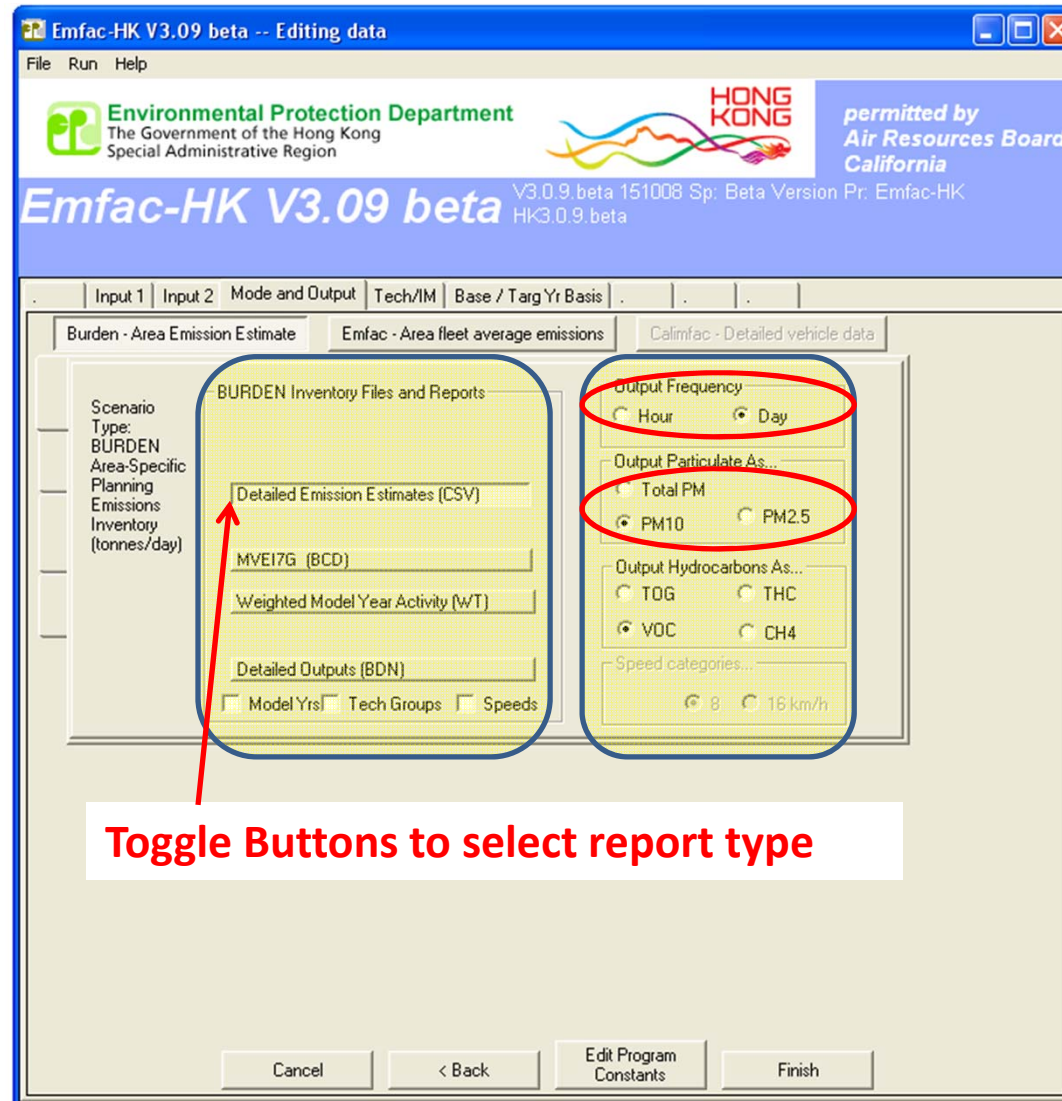 Emfac-HK V3.09 beta -- Editing data
File Run Help
Environmental Protection Department
The Government of the Hong Kong
Special Administrative Region
HONG
KONG
permitted by
Air Resources Board
California
Emfac-HK V3.09 beta
V3.0.9.beta 151008 Sp: Beta Version Pr: Emfac-HK
HK3.0.9.beta
. Input 1 Input 2 Mode and Output Tech/IM Base / Targ Yr Basis . . .
Burden - Area Emission Estimate Emfac - Area fleet average emissions Calimfac - Detailed vehicle data
Scenario
Type:
BURDEN
Area-Specific
Planning
Emissions
Inventory
(tonnes/day)
BURDEN Inventory Files and Reports
Detailed Emission Estimates (CSV)
MVEI7G (BCD)
Weighted Model Year Activity (WT)
Detailed Outputs (BDN)
Model Yrs Tech Groups Speeds
Output Frequency
Hour Day
Output Particulate As...
Total PM
PM10 PM2.5
Output Hydrocarbons As...
TOG THC
VOC CH4
Speed categories...
8 16 km/h
Toggle Buttons to select report type
Cancel < Back Edit Program Constants Finish